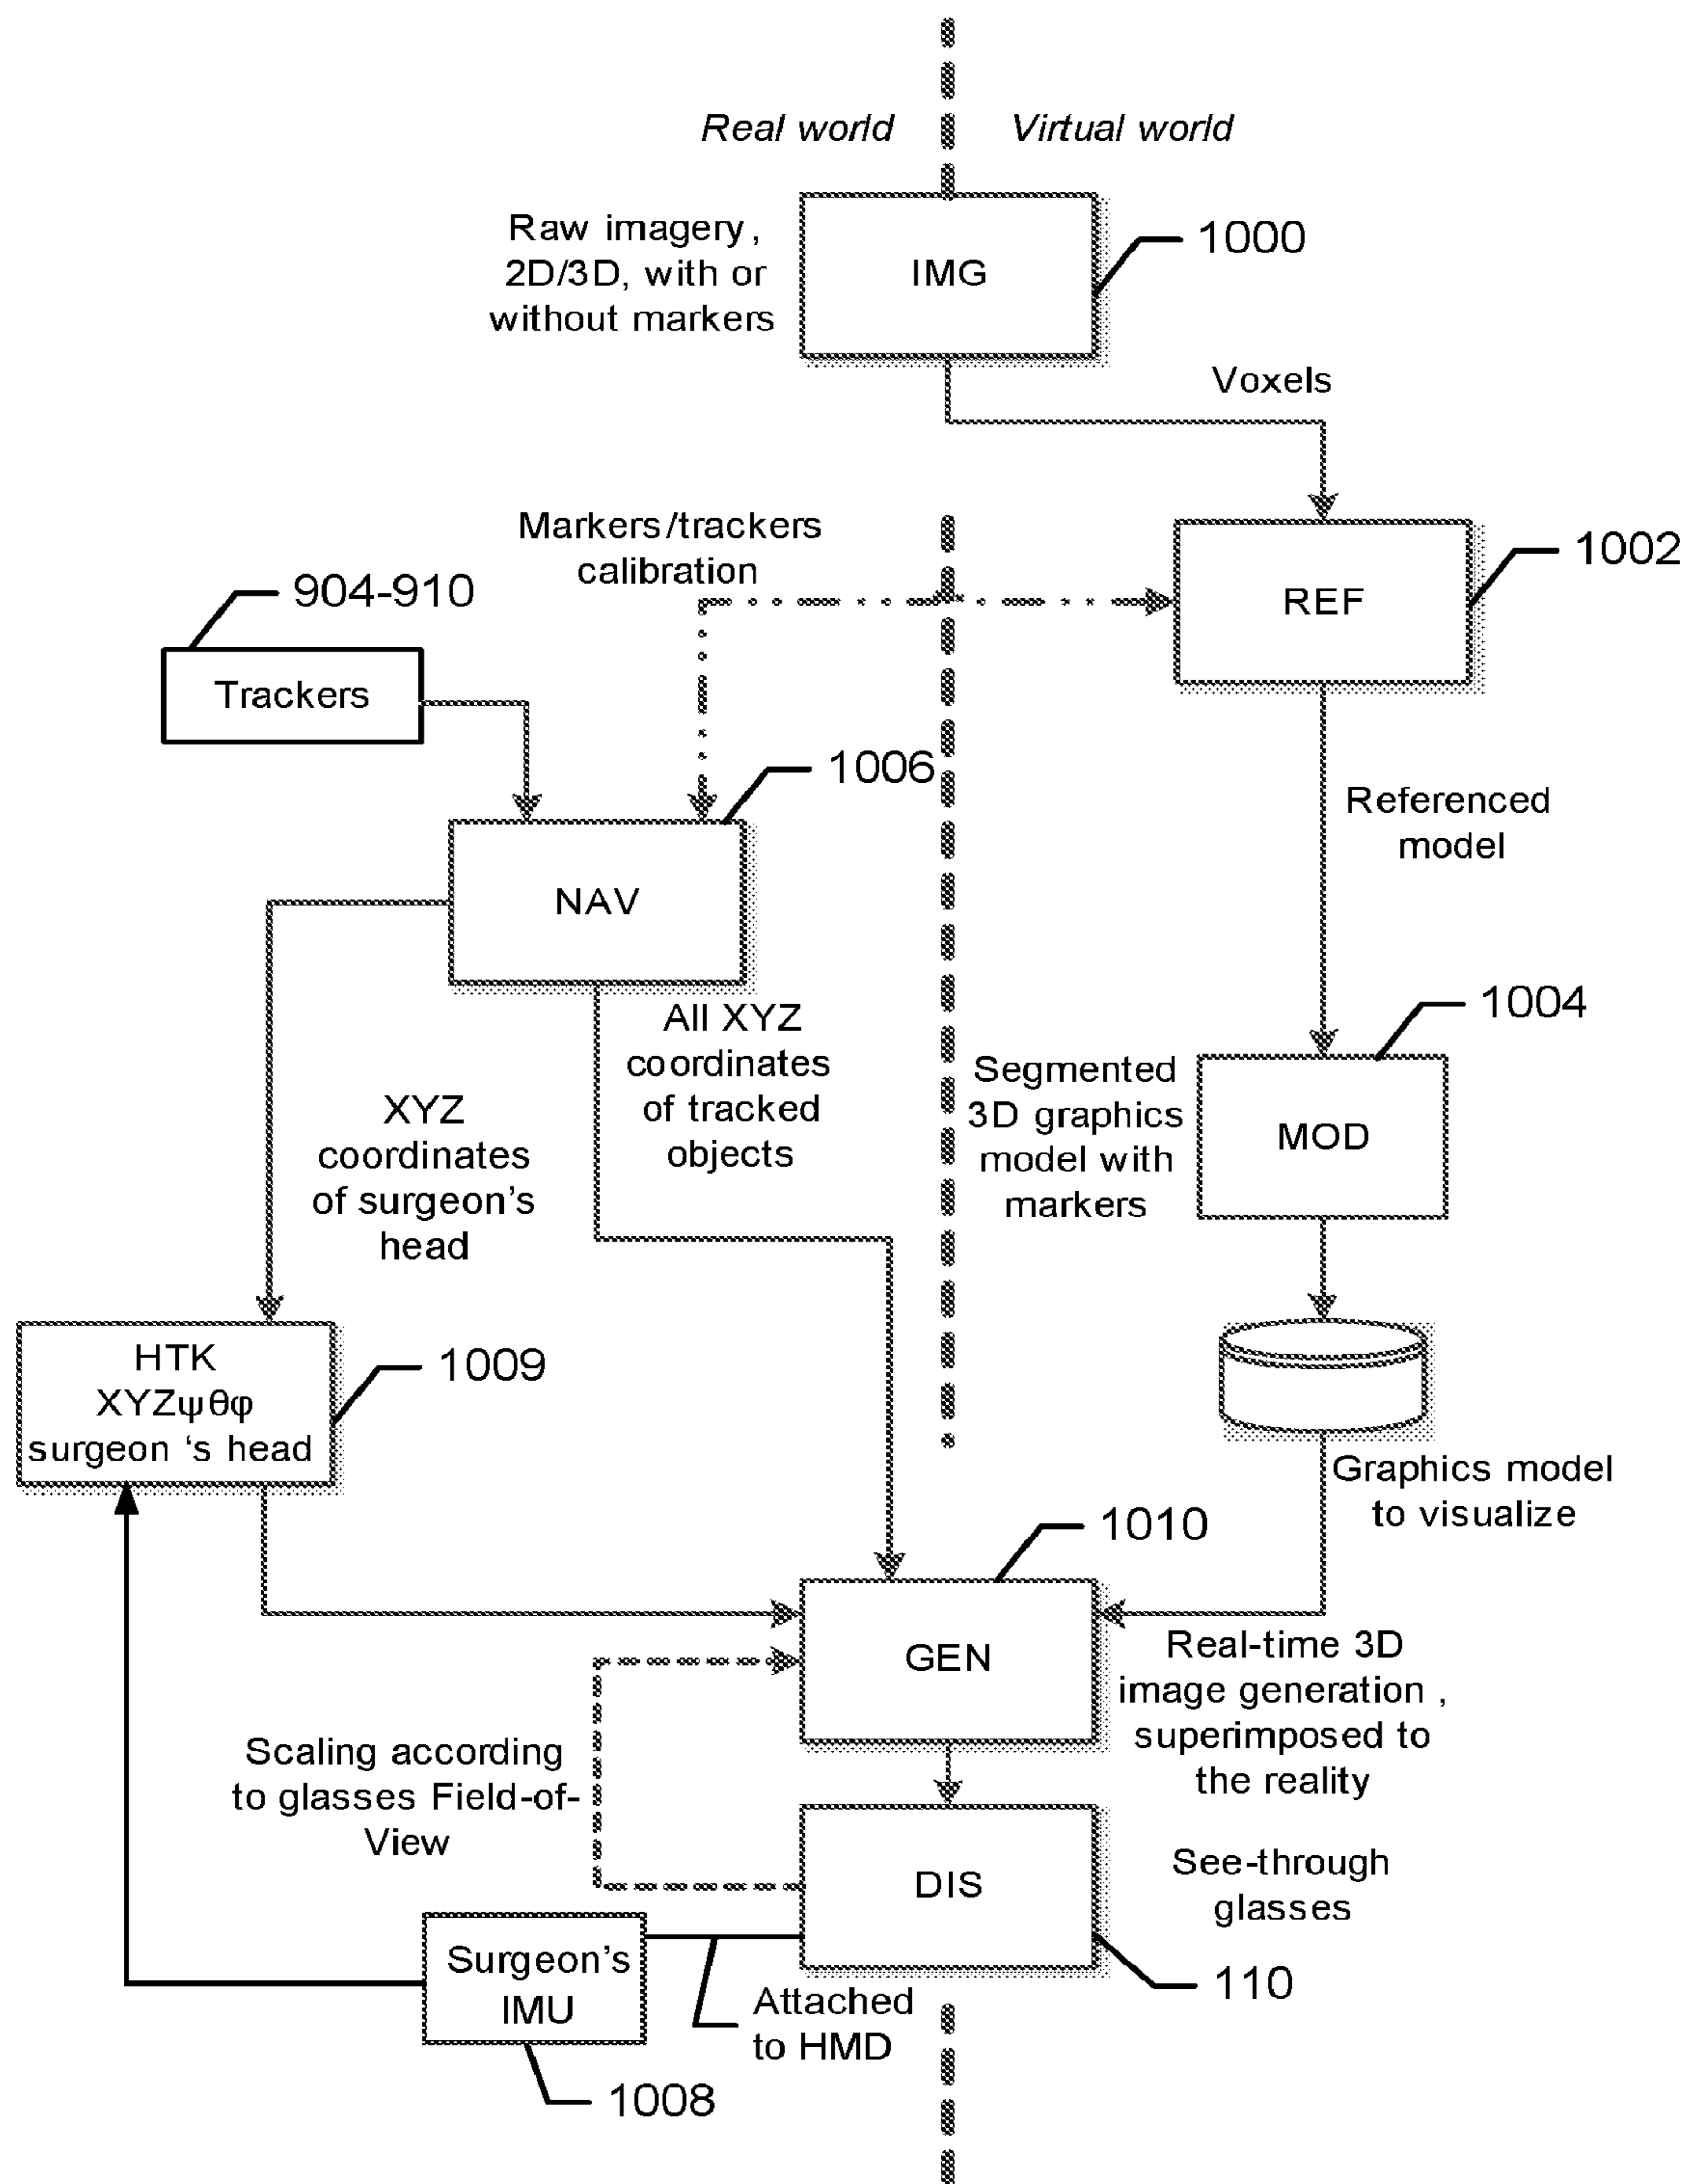 Real world
Virtual world
Raw imagery,
2D/3D, with or
without markers
IMG
1000
Voxels
Markers/trackers
calibration
1002
REF
904-910
Trackers
1006
NAV
Referenced
model
1004
MOD
All XYZ
coordinates
of tracked
objects
Segmented
3D graphics
model with
markers
XYZ
coordinates
of surgeon's
head
HTK
XYZψθφ
surgeon 's head
1009
Graphics model
to visualize
1010
GEN
Real-time 3D
image generation ,
superimposed to
the reality
Scaling according
to glasses Field-of-
View
DIS
See-through
glasses
110
Surgeon's
IMU
Attached
to HMD
1008